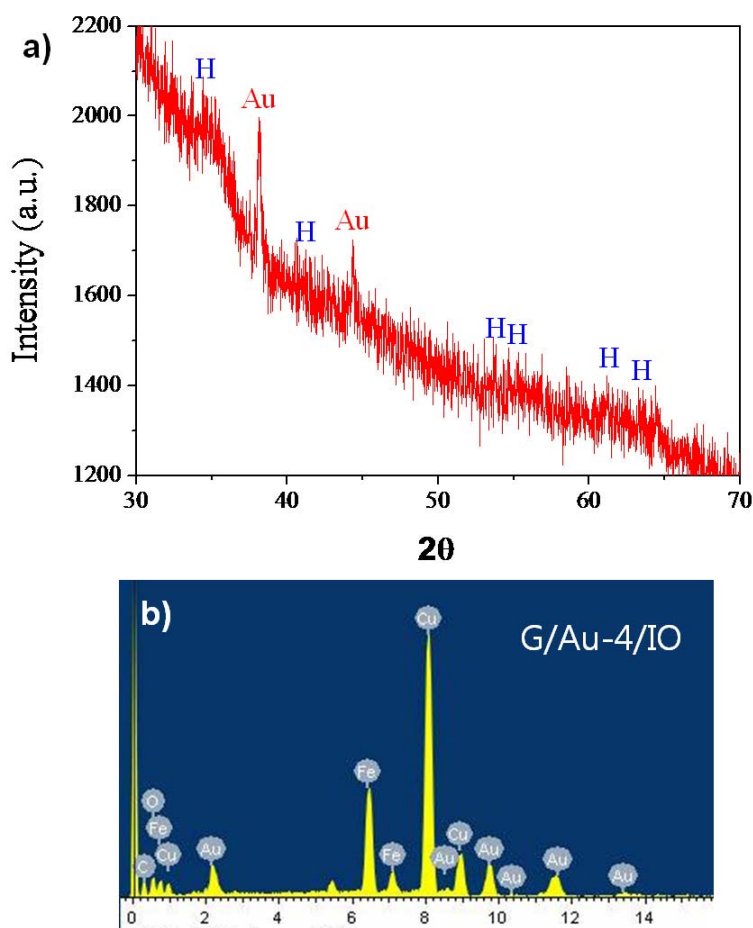 a)
2200
2000
1800
1600
1400
1200
Intensity (a.u.)
H
Au
H
Au
H H
H H
30 40 50 60 70
2θ
b)
G/Au-4/IO
Cu
Fe
O
Fe
Cu
C
Au
Fe
Au
Cu
Au
Au
Au
Au
0 2 4 6 8 10 12 14